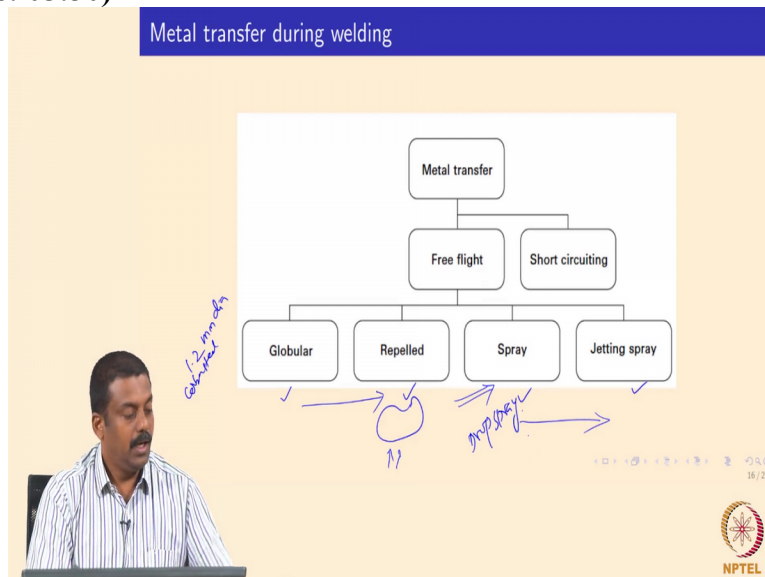 Metal transfer during welding
Metal transfer
Free flight
Short circuiting
Globular
Repelled
Spray
Jetting spray
1.2 mm dia
Drop spray
NPTEL